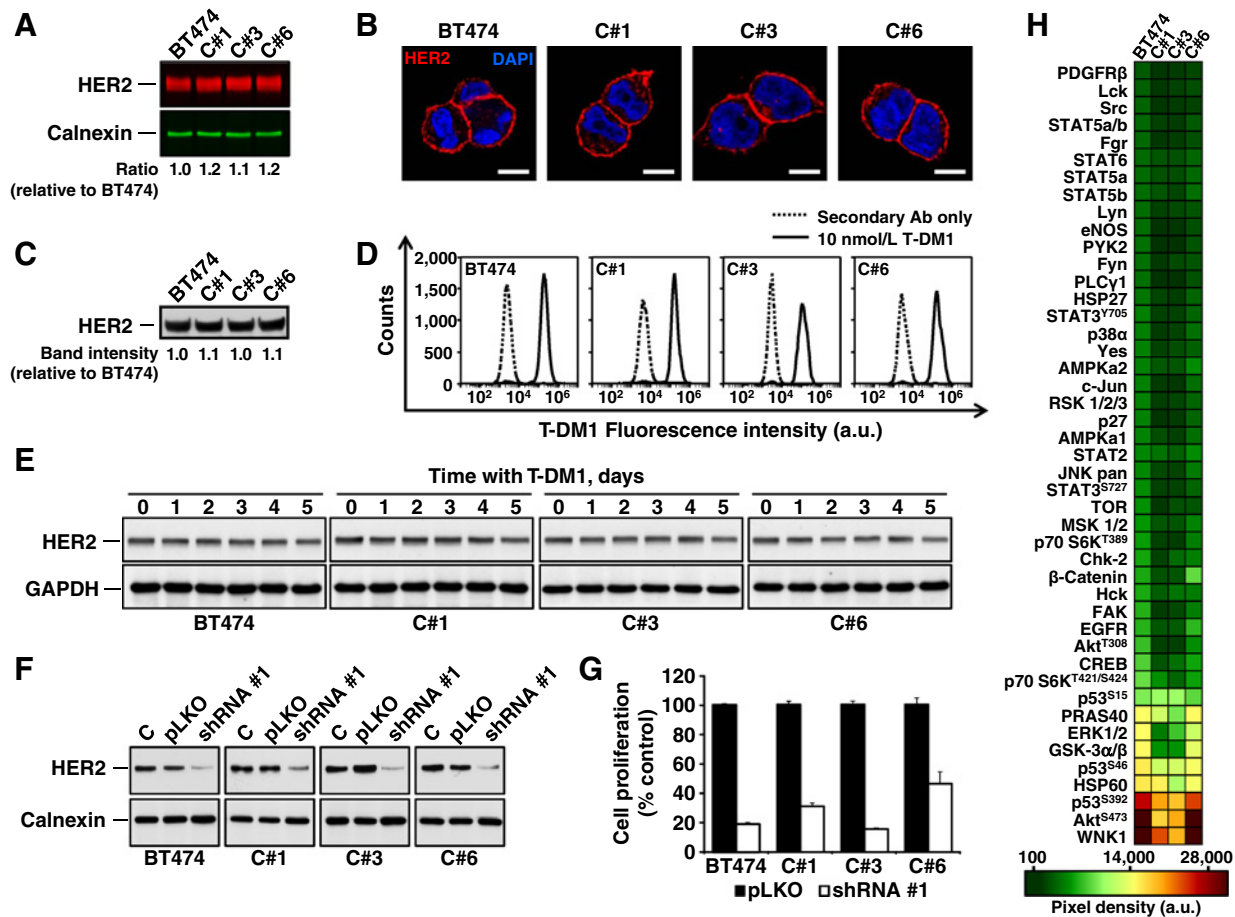 A
BT474 C#1 C#3 C#6
HER2
Calnexin
Ratio 1.0 1.2 1.1 1.2
(relative to BT474)
B
BT474 C#1 C#3 C#6
HER2 DAPI
C
BT474 C#1 C#3 C#6
HER2
Band intensity 1.0 1.1 1.0 1.1
(relative to BT474)
D
Secondary Ab only
10 nmol/L T-DM1
Counts
2,000
1,500
1,000
500
0
BT474 C#1 C#3 C#6
10² 10⁴ 10⁶ 10² 10⁴ 10⁶ 10² 10⁴ 10⁶ 10² 10⁴ 10⁶
T-DM1 Fluorescence intensity (a.u.)
E
Time with T-DM1, days
0 1 2 3 4 5 0 1 2 3 4 5 0 1 2 3 4 5 0 1 2 3 4 5
HER2
GAPDH
BT474 C#1 C#3 C#6
F
C pLKO shRNA #1 C pLKO shRNA #1 C pLKO shRNA #1 C pLKO shRNA #1
HER2
Calnexin
BT474 C#1 C#3 C#6
G
Cell proliferation
(% control)
120
100
80
60
40
20
0
BT474 C#1 C#3 C#6
pLKO shRNA #1
H
BT474 C#1 C#3 C#6
PDGFRβ
Lck
Src
STAT5a/b
Fgr
STAT6
STAT5a
STAT5b
Lyn
eNOS
PYK2
Fyn
PLCγ1
HSP27
STAT3Y705
p38α
Yes
AMPKa2
c-Jun
RSK 1/2/3
p27
AMPKa1
STAT2
JNK pan
STAT3S727
TOR
MSK 1/2
p70 S6KT389
Chk-2
β-Catenin
Hck
FAK
EGFR
AktT308
CREB
p70 S6KT421/S424
p53S15
PRAS40
ERK1/2
GSK-3α/β
p53S46
HSP60
p53S392
AktS473
WNK1
100 14,000 28,000
Pixel density (a.u.)